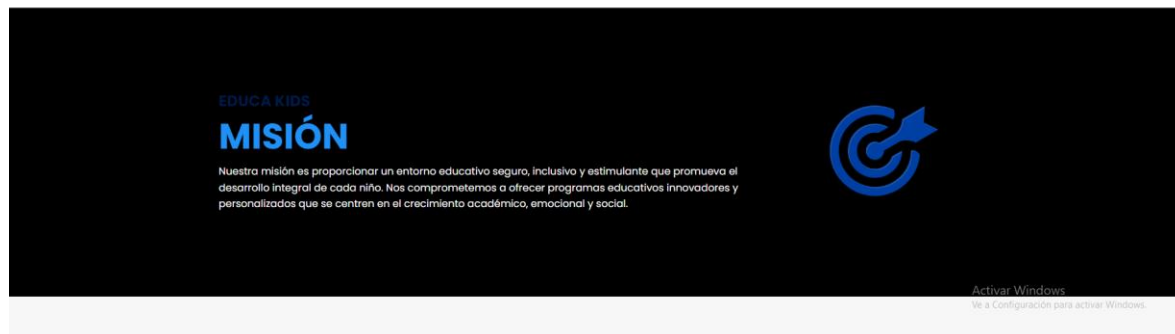 EDUCA KIDS
MISIÓN
Nuestra misión es proporcionar un entorno educativo seguro, inclusivo y estimulante que promueva el
desarrollo integral de cada niño. Nos comprometemos a ofrecer programas educativos innovadores y
personalizados que se centren en el crecimiento académico, emocional y social.
Activar Windows
Ve a Configuración para activar Windows.